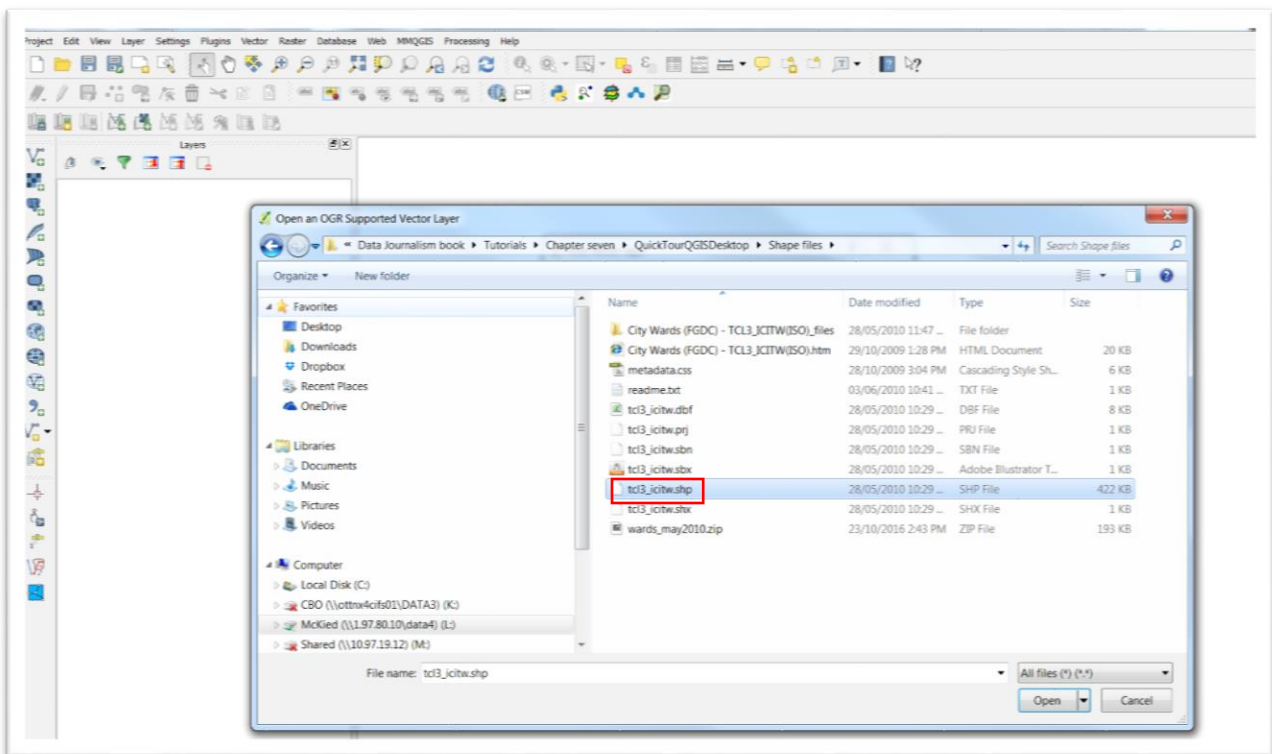 Project Edit View Layer Settings Plugins Vector Raster Database Web MMQGIS Processing Help
Layers
Open an OGR Supported Vector Layer
« Data Journalism book Tutorials Chapter seven QuickTourQGISDesktop Shape files
Search Shape files
Organize New folder
Favorites
Desktop
Downloads
Dropbox
Recent Places
OneDrive
Libraries
Documents
Music
Pictures
Videos
Computer
Local Disk (C:)
CBO (\\ottnx4cifs01\DATA3) (K:)
McKied (\\1.97.80.10\data4) (L:)
Shared (\\10.97.19.12) (M:)
Name Date modified Type Size
City Wards (FGDC) - TCL3_ICITW(ISO)_files 28/05/2010 11:47 ... File folder
City Wards (FGDC) - TCL3_ICITW(ISO).htm 29/10/2009 1:28 PM HTML Document 20 KB
metadata.css 28/10/2009 3:04 PM Cascading Style Sh... 6 KB
readme.txt 03/06/2010 10:41 ... TXT File 1 KB
tcl3_icitw.dbf 28/05/2010 10:29 ... DBF File 8 KB
tcl3_icitw.prj 28/05/2010 10:29 ... PRJ File 1 KB
tcl3_icitw.sbn 28/05/2010 10:29 ... SBN File 1 KB
tcl3_icitw.sbx 28/05/2010 10:29 ... Adobe Illustrator T... 1 KB
tcl3_icitw.shp 28/05/2010 10:29 ... SHP File 422 KB
tcl3_icitw.shx 28/05/2010 10:29 ... SHX File 1 KB
wards_may2010.zip 23/10/2016 2:43 PM ZIP File 193 KB
File name: tcl3_icitw.shp
All files (*) (*.*)
Open Cancel